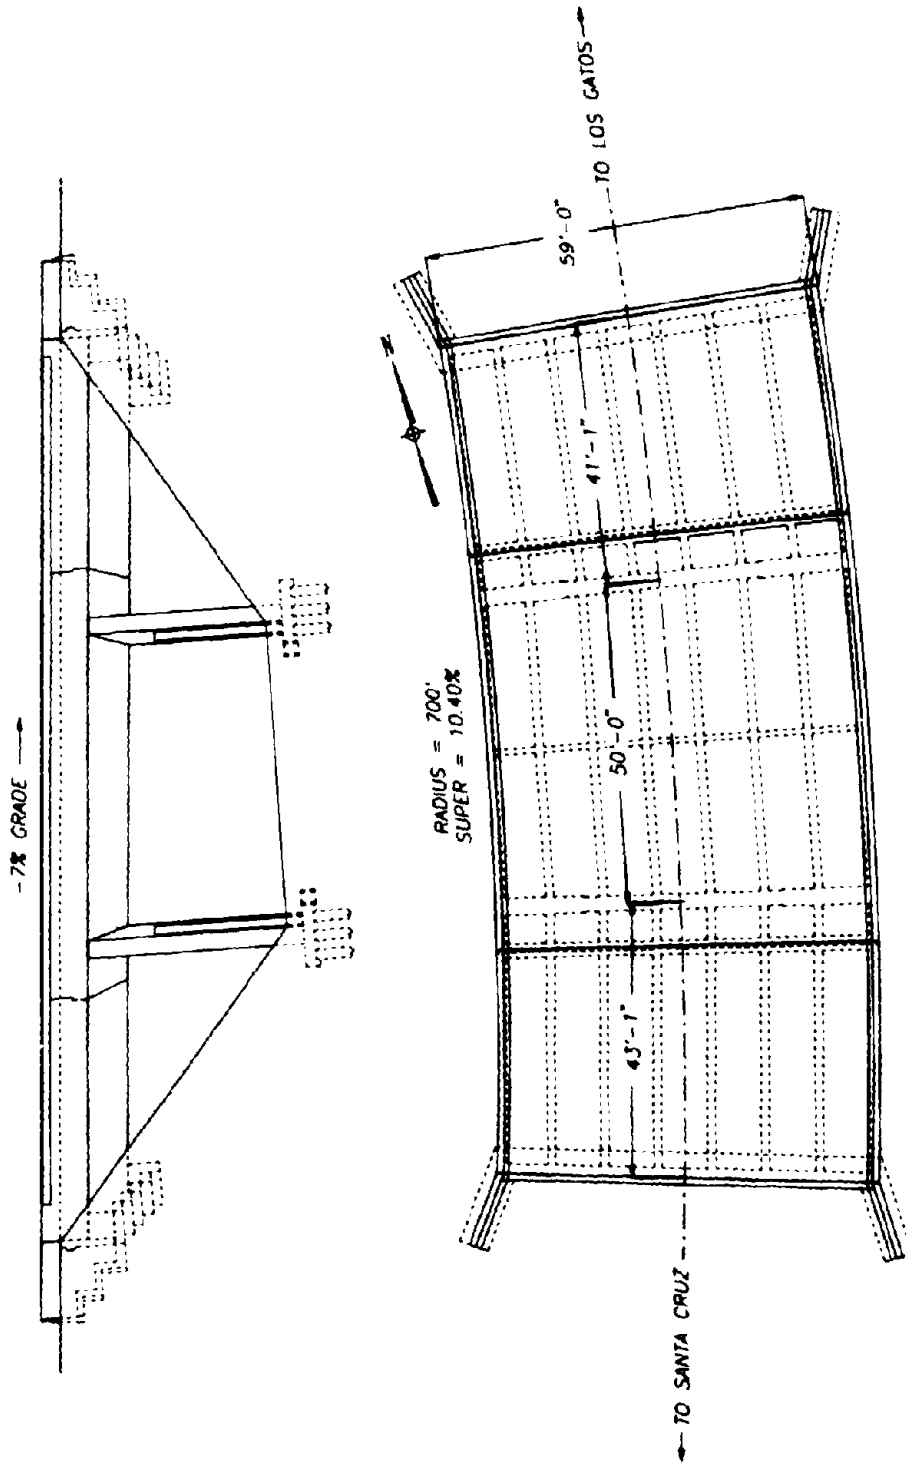 -7% GRADE
RADIUS = 700'
SUPER = 10.40%
N
59'-0"
43'-1"
50'-0"
41'-1"
TO SANTA CRUZ
TO LOS GATOS